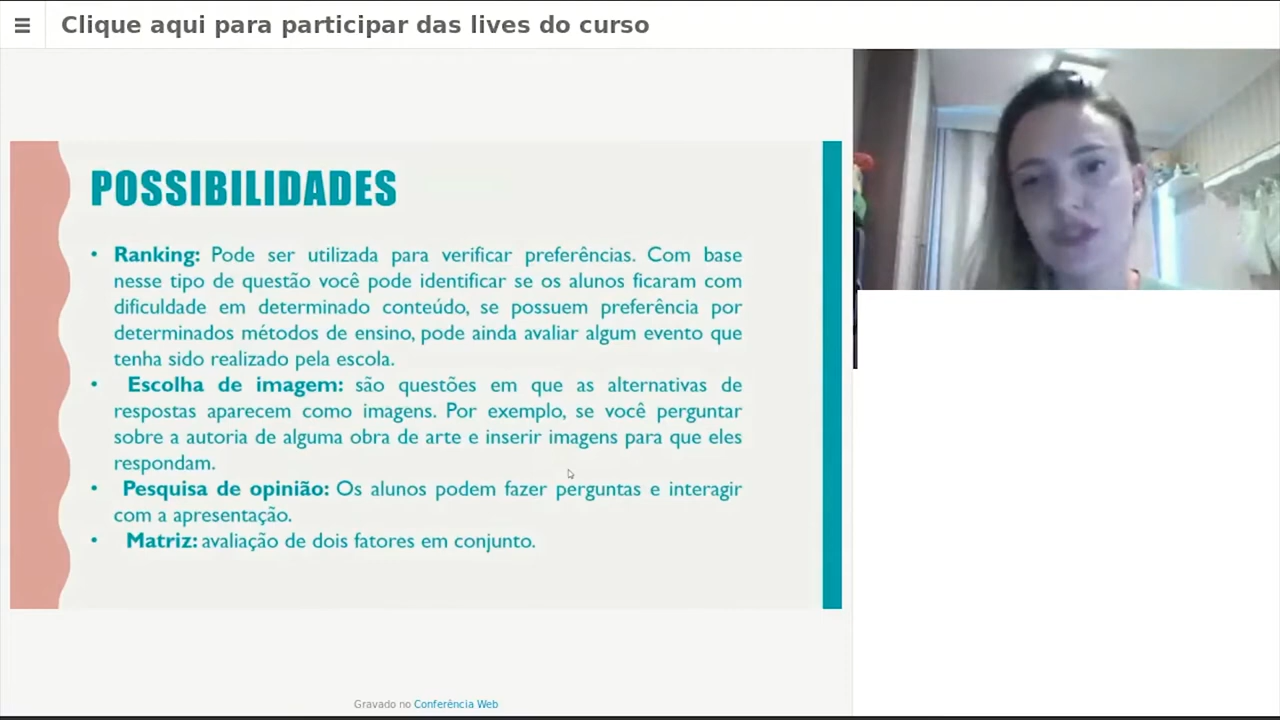 Clique aqui para participar das lives do curso
POSSIBILIDADES
• Ranking: Pode ser utilizada para verificar preferências. Com base
nesse tipo de questão você pode identificar se os alunos ficaram com
dificuldade em determinado conteúdo, se possuem preferência por
determinados métodos de ensino, pode ainda avaliar algum evento que
tenha sido realizado pela escola.
• Escolha de imagem: são questões em que as alternativas de
respostas aparecem como imagens. Por exemplo, se você perguntar
sobre a autoria de alguma obra de arte e inserir imagens para que eles
respondam.
• Pesquisa de opinião: Os alunos podem fazer perguntas e interagir
com a apresentação.
• Matriz: avaliação de dois fatores em conjunto.
Gravado no Conferência Web